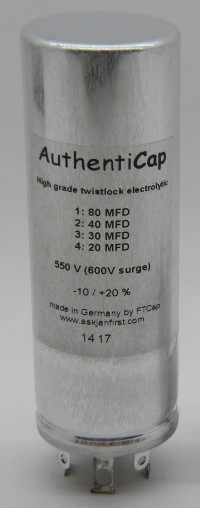 AuthentiCap
High grade twistlock electrolytic
1: 80 MFD
2: 40 MFD
3: 30 MFD
4: 20 MFD
550 V (600V surge)
-10 / +20 %
made in Germany by FTCap
www.askjanfirst.com
14 17